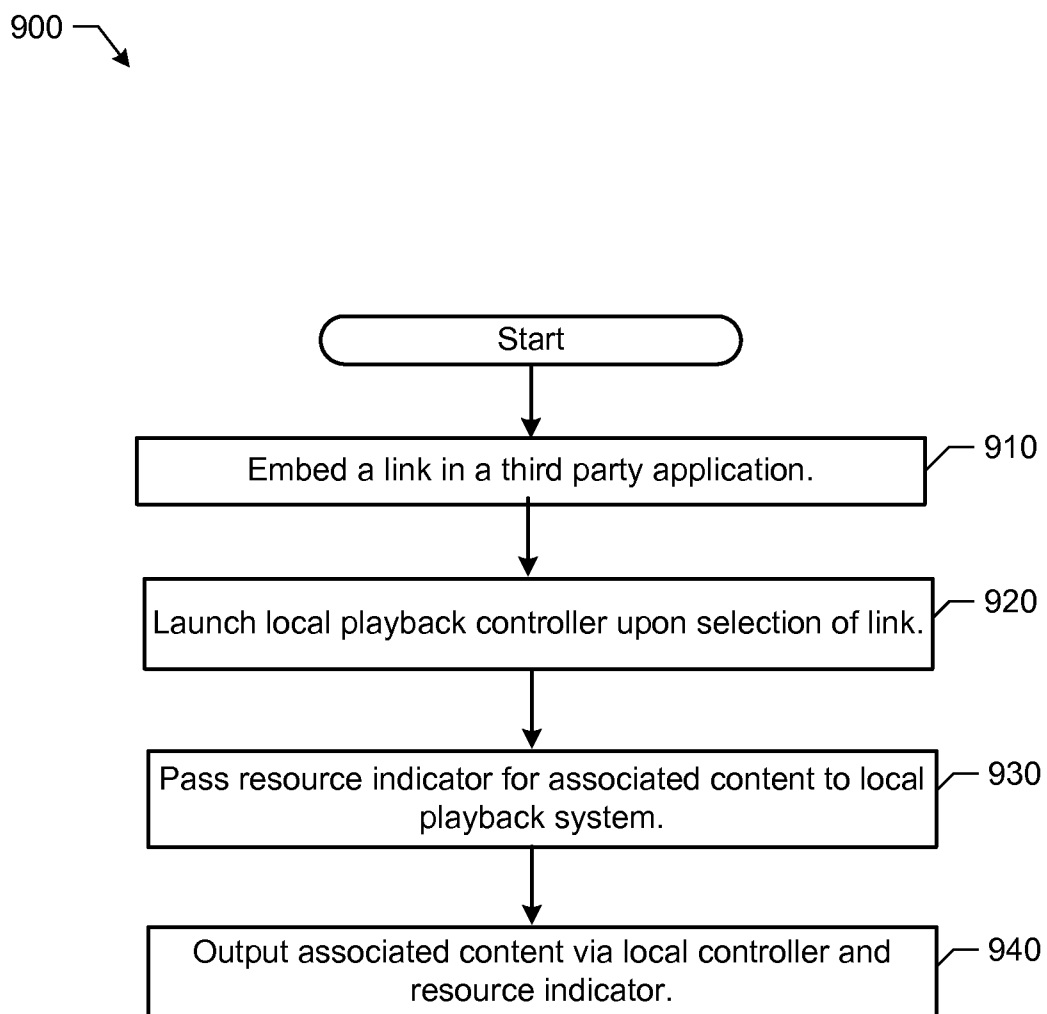 900
Start
Embed a link in a third party application.
910
Launch local playback controller upon selection of link.
920
Pass resource indicator for associated content to local
playback system.
930
Output associated content via local controller and
resource indicator.
940